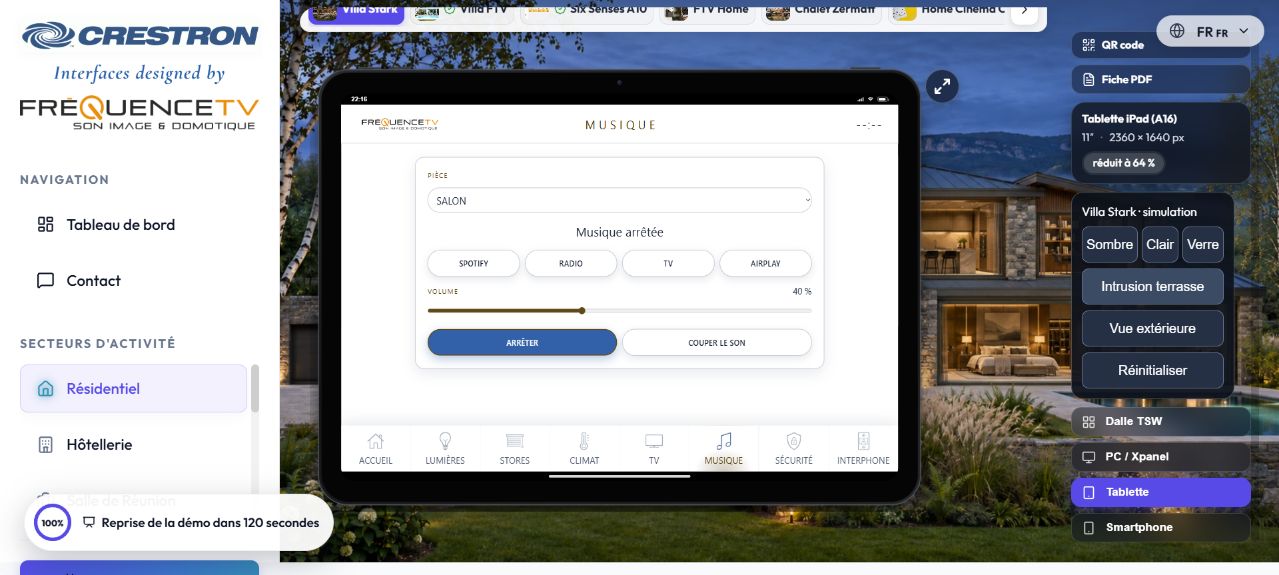 CRESTRON
Interfaces designed by
FRÉQUENCETV
SON IMAGE & DOMOTIQUE
NAVIGATION
Tableau de bord
Contact
SECTEURS D'ACTIVITÉ
Résidentiel
Hôtellerie
Salle de Réunion
100%
Reprise de la démo dans 120 secondes
Villa Stark
Villa FTV
Six Senses A10
FTV Home
Chalet Zermatt
Home Cinema C
FR FR
QR code
Fiche PDF
Tablette iPad (A16)
11" · 2360 × 1640 px
réduit à 64 %
Villa Stark · simulation
Sombre
Clair
Verre
Intrusion terrasse
Vue extérieure
Réinitialiser
Dalle TSW
PC / Xpanel
Tablette
Smartphone
22:16
FRÉQUENCETV
SON IMAGE & DOMOTIQUE
MUSIQUE
--:--
PIÈCE
SALON
Musique arrêtée
SPOTIFY
RADIO
TV
AIRPLAY
VOLUME
40 %
ARRÊTER
COUPER LE SON
ACCUEIL
LUMIÈRES
STORES
CLIMAT
TV
MUSIQUE
SÉCURITÉ
INTERPHONE